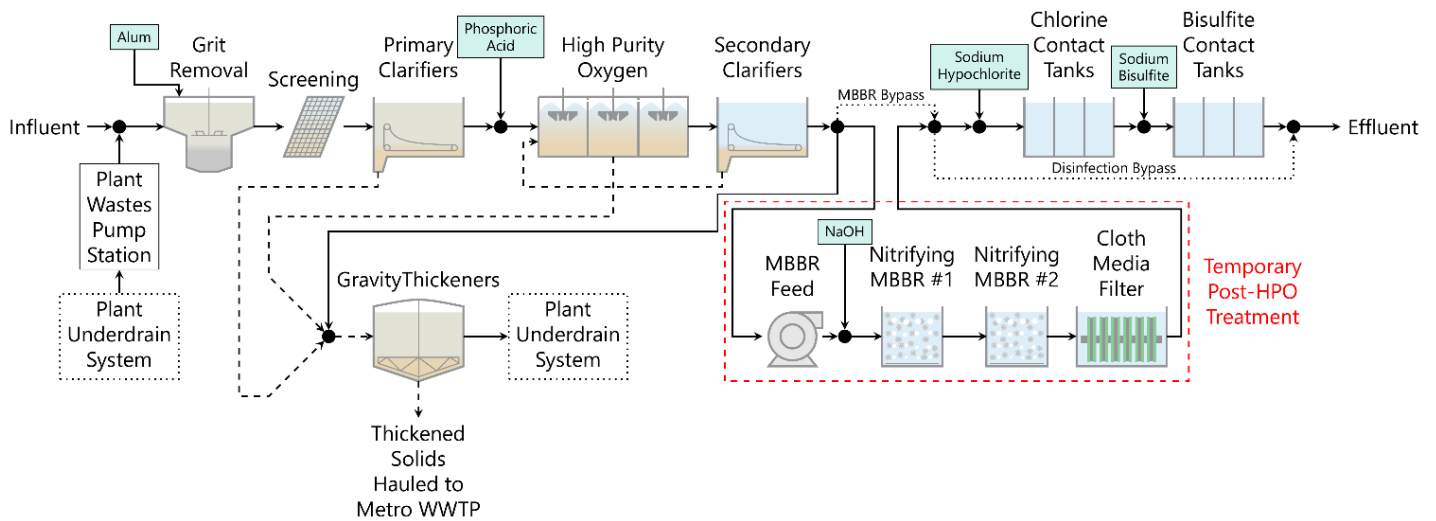 Alum
Grit
Removal
Screening
Primary
Clarifiers
Phosphoric
Acid
High Purity
Oxygen
Secondary
Clarifiers
MBBR Bypass
Sodium
Hypochlorite
Chlorine
Contact
Tanks
Sodium
Bisulfite
Bisulfite
Contact
Tanks
Influent
Effluent
Disinfection Bypass
Plant
Wastes
Pump
Station
Plant
Underdrain
System
GravityThickeners
Plant
Underdrain
System
Thickened
Solids
Hauled to
Metro WWTP
MBBR
Feed
NaOH
Nitrifying
MBBR #1
Nitrifying
MBBR #2
Cloth
Media
Filter
Temporary
Post-HPO
Treatment